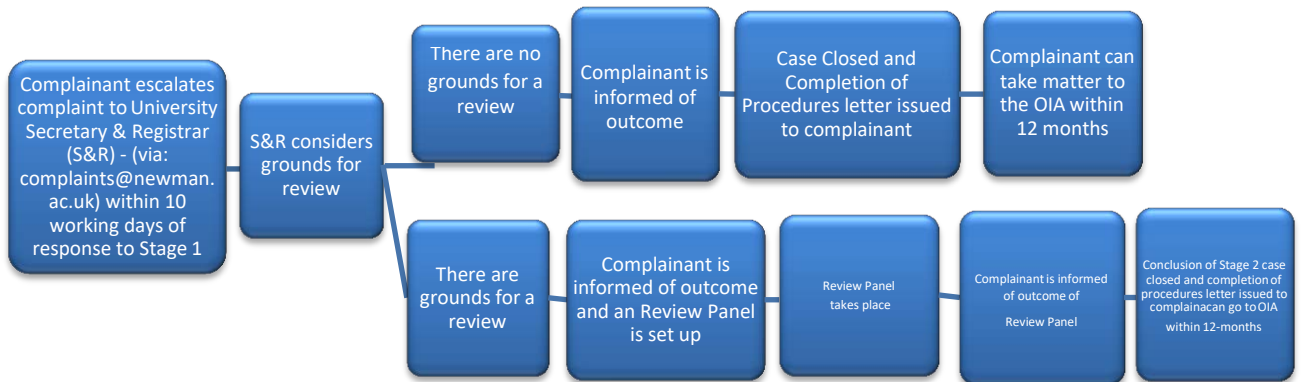 Complainant escalates
complaint to University
Secretary & Registrar
(S&R) - (via:
complaints@newman.
ac.uk) within 10
working days of
response to Stage 1
S&R considers
grounds for
review
There are no
grounds for a
review
Complainant is
informed of
outcome
Case Closed and
Completion of
Procedures letter issued
to complainant
Complainant can
take matter to
the OIA within
12 months
There are
grounds for a
review
Complainant is
informed of outcome
and an Review Panel
is set up
Review Panel
takes place
Complainant is informed
of outcome of
Review Panel
Conclusion of Stage 2 case
closed and completion of
procedures letter issued to
complainacan go to OIA
within 12-months